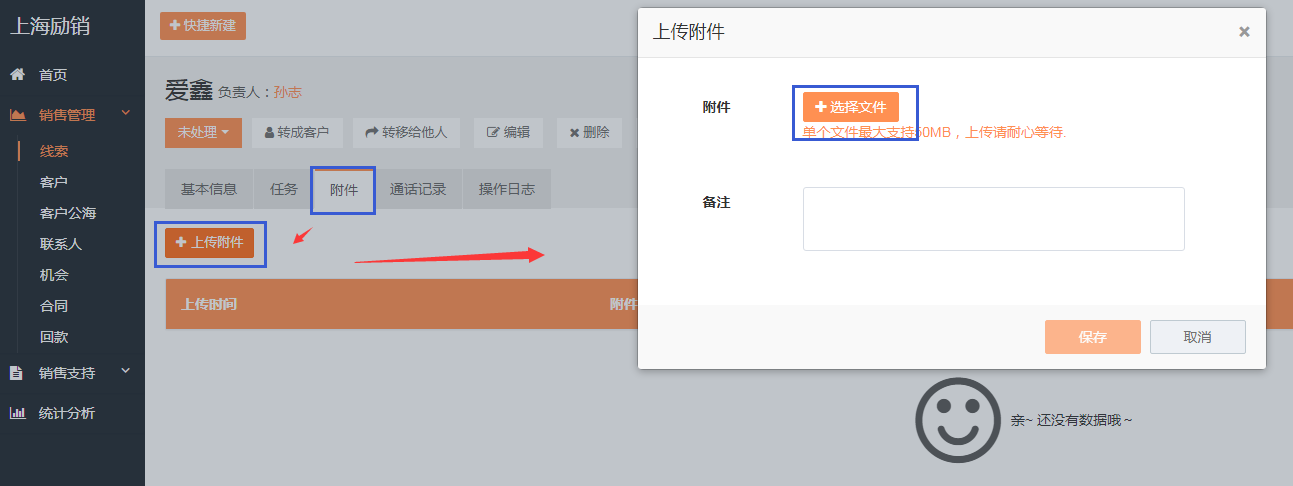 上海励销
首页
销售管理
线索
客户
客户公海
联系人
机会
合同
回款
销售支持
统计分析
快捷新建
爱鑫 负责人：孙志
未处理 转成客户 转移给他人 编辑 删除
基本信息 任务 附件 通话记录 操作日志
上传附件
上传时间 附件
亲~ 还没有数据哦 ~
上传附件
附件 选择文件
单个文件最大支持50MB，上传请耐心等待.
备注
保存 取消